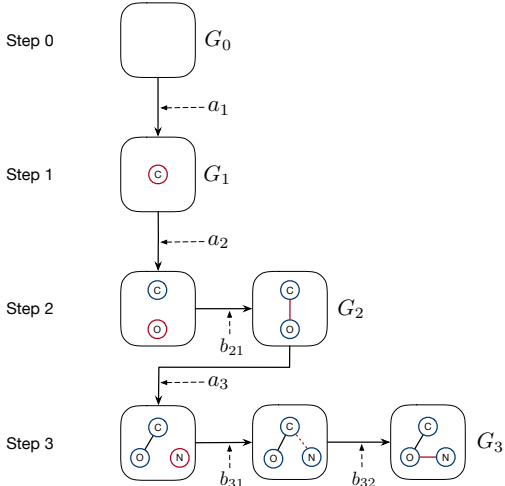 Step 0
G₀
a₁
Step 1
C
G₁
a₂
Step 2
C
O
b₂₁
C
O
G₂
a₃
Step 3
C
O
N
b₃₁
C
O
N
b₃₂
C
O
N
G₃